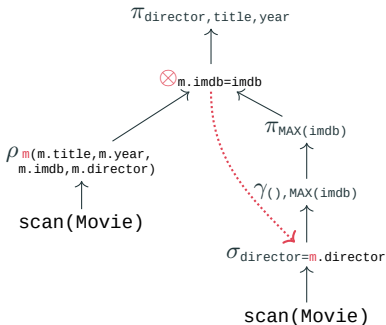 π director,title,year
⊗ m.imdb=imdb
π MAX(imdb)
ρ m(m.title,m.year,
m.imdb,m.director)
γ (),MAX(imdb)
scan(Movie)
σ director=m.director
scan(Movie)